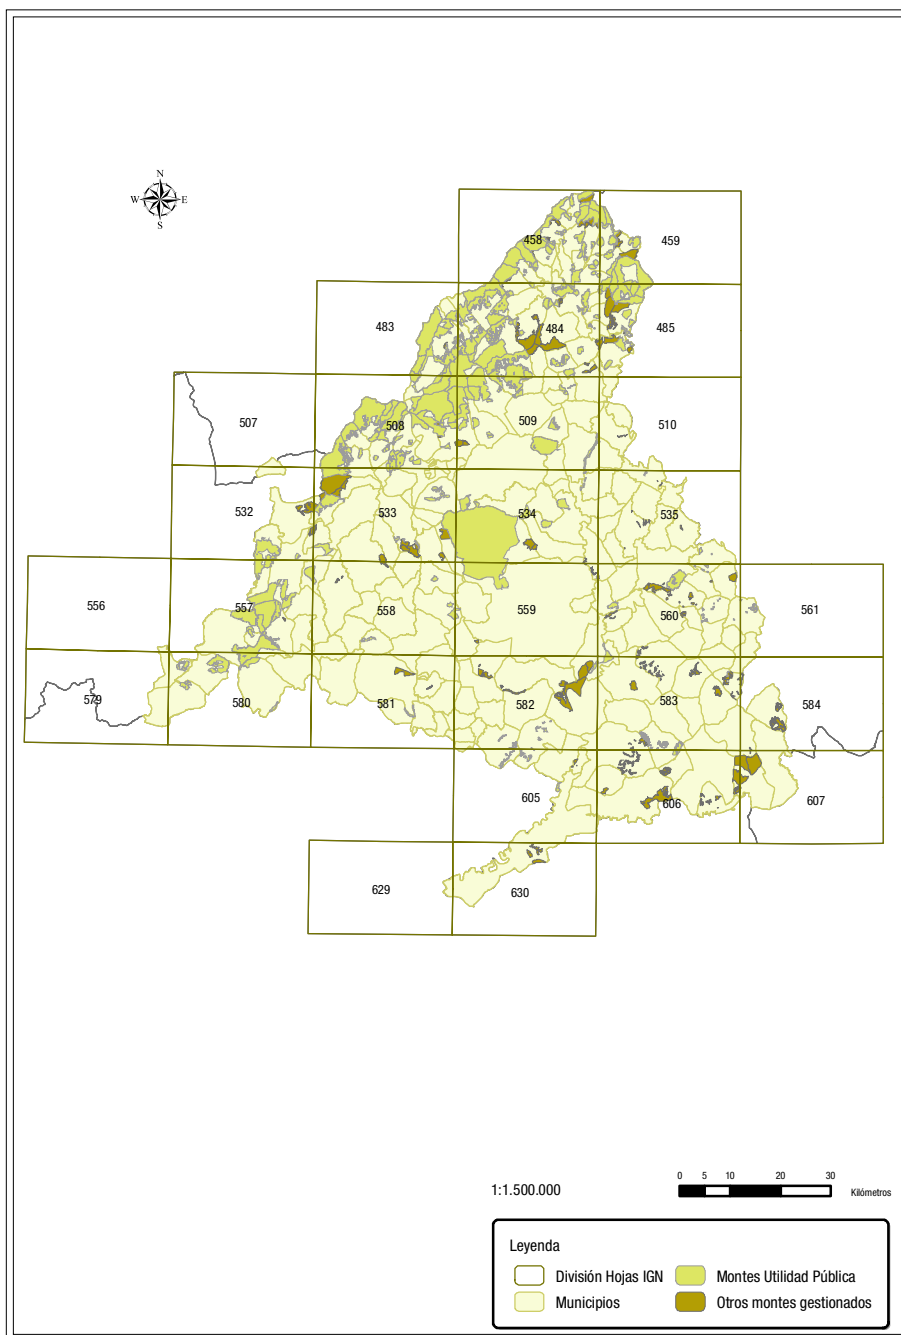 N
W E
S
458 459
483 484 485
507 508 509 510
532 533 534 535
556 557 558 559 560 561
579 580 581 582 583 584
605 606 607
629 630
1:1.500.000
0 5 10 20 30
Kilómetros
Leyenda
División Hojas IGN Montes Utilidad Pública
Municipios Otros montes gestionados